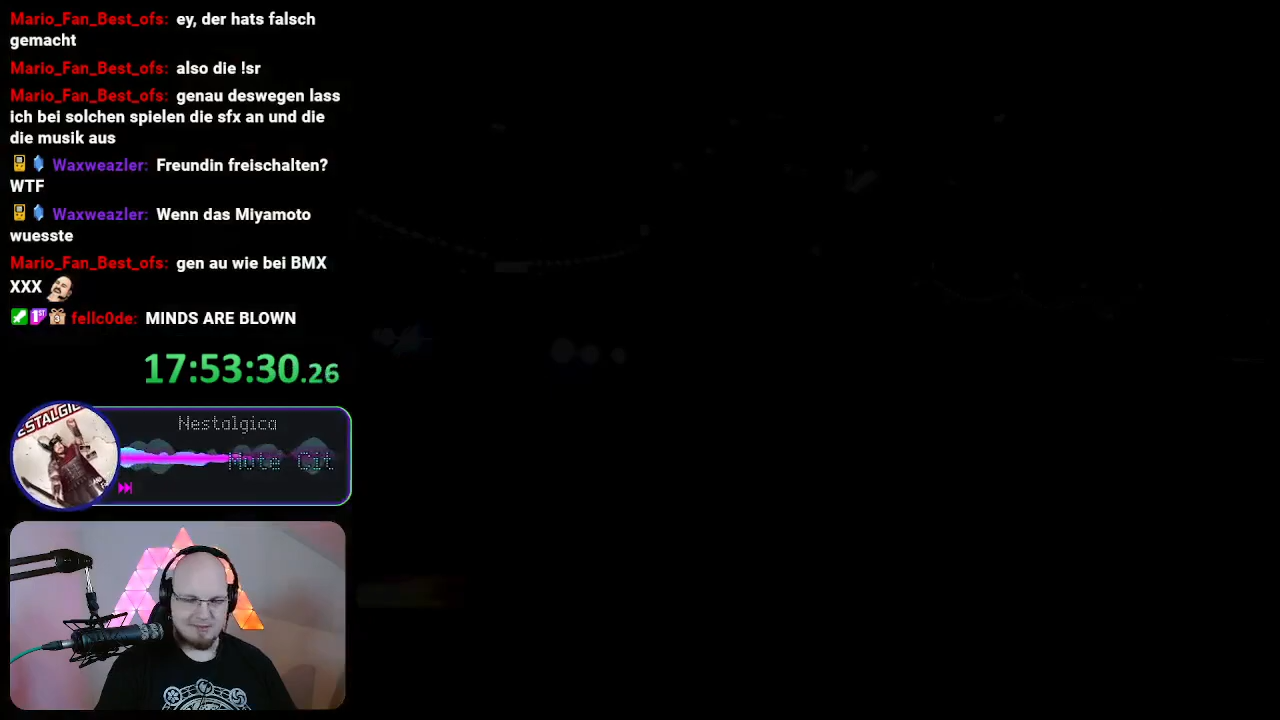 Mario_Fan_Best_ofs: ey, der hats falsch
gemacht
Mario_Fan_Best_ofs: also die !sr
Mario_Fan_Best_ofs: genau deswegen lass
ich bei solchen spielen die sfx an und die
die musik aus
Waxweazler: Freundin freischalten?
WTF
Waxweazler: Wenn das Miyamoto
wuesste
Mario_Fan_Best_ofs: gen au wie bei BMX
XXX
fellc0de: MINDS ARE BLOWN
17:53:30.26
Nestalgica
Mute Cit